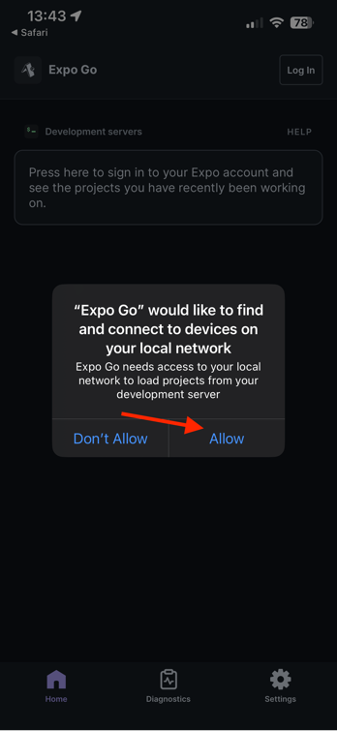 13:43
78
◀ Safari
Expo Go
Log In
Development servers
HELP
Press here to sign in to your Expo account and
see the projects you have recently been working
on.
“Expo Go” would like to find
and connect to devices on
your local network
Expo Go needs access to your local
network to load projects from your
development server
Don’t Allow
Allow
Home
Diagnostics
Settings